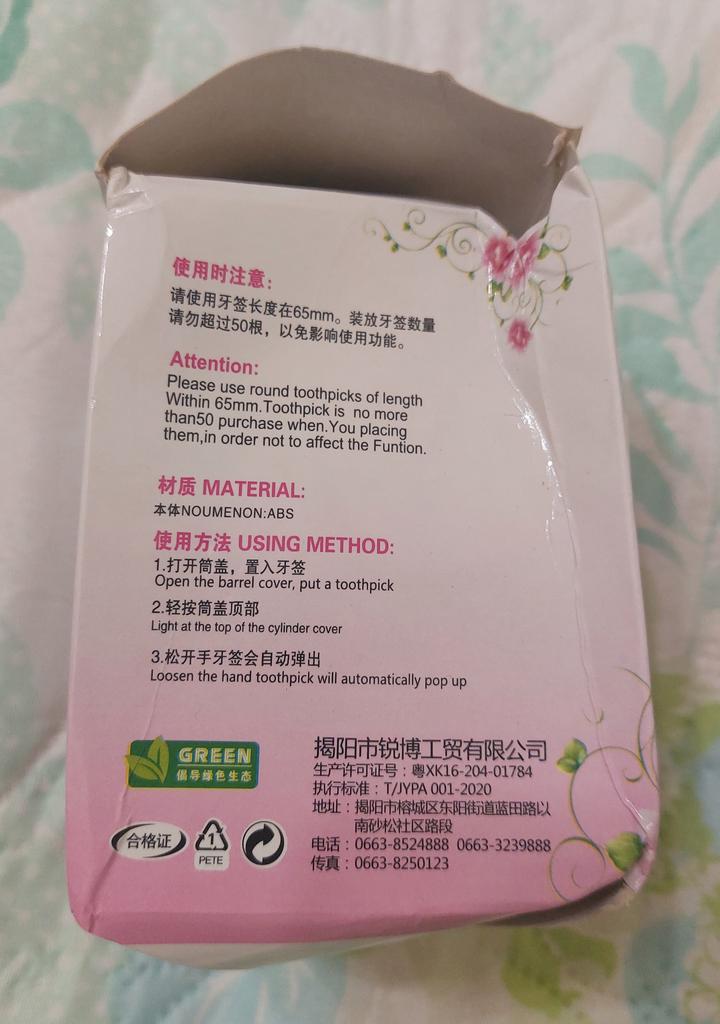 使用时注意：
请使用牙签长度在65mm。装放牙签数量
请勿超过50根，以免影响使用功能。
Attention:
Please use round toothpicks of length
Within 65mm.Toothpick is no more
than50 purchase when.You placing
them,in order not to affect the Funtion.
材质 MATERIAL:
本体NOUMENON:ABS
使用方法 USING METHOD:
1.打开筒盖，置入牙签
Open the barrel cover, put a toothpick
2.轻按筒盖顶部
Light at the top of the cylinder cover
3.松开手牙签会自动弹出
Loosen the hand toothpick will automatically pop up
GREEN
倡导绿色生态
合格证
1
PETE
揭阳市锐博工贸有限公司
生产许可证号：粤XK16-204-01784
执行标准：T/JYPA 001-2020
地址：揭阳市榕城区东阳街道蓝田路以
南砂松社区路段
电话：0663-8524888 0663-3239888
传真：0663-8250123